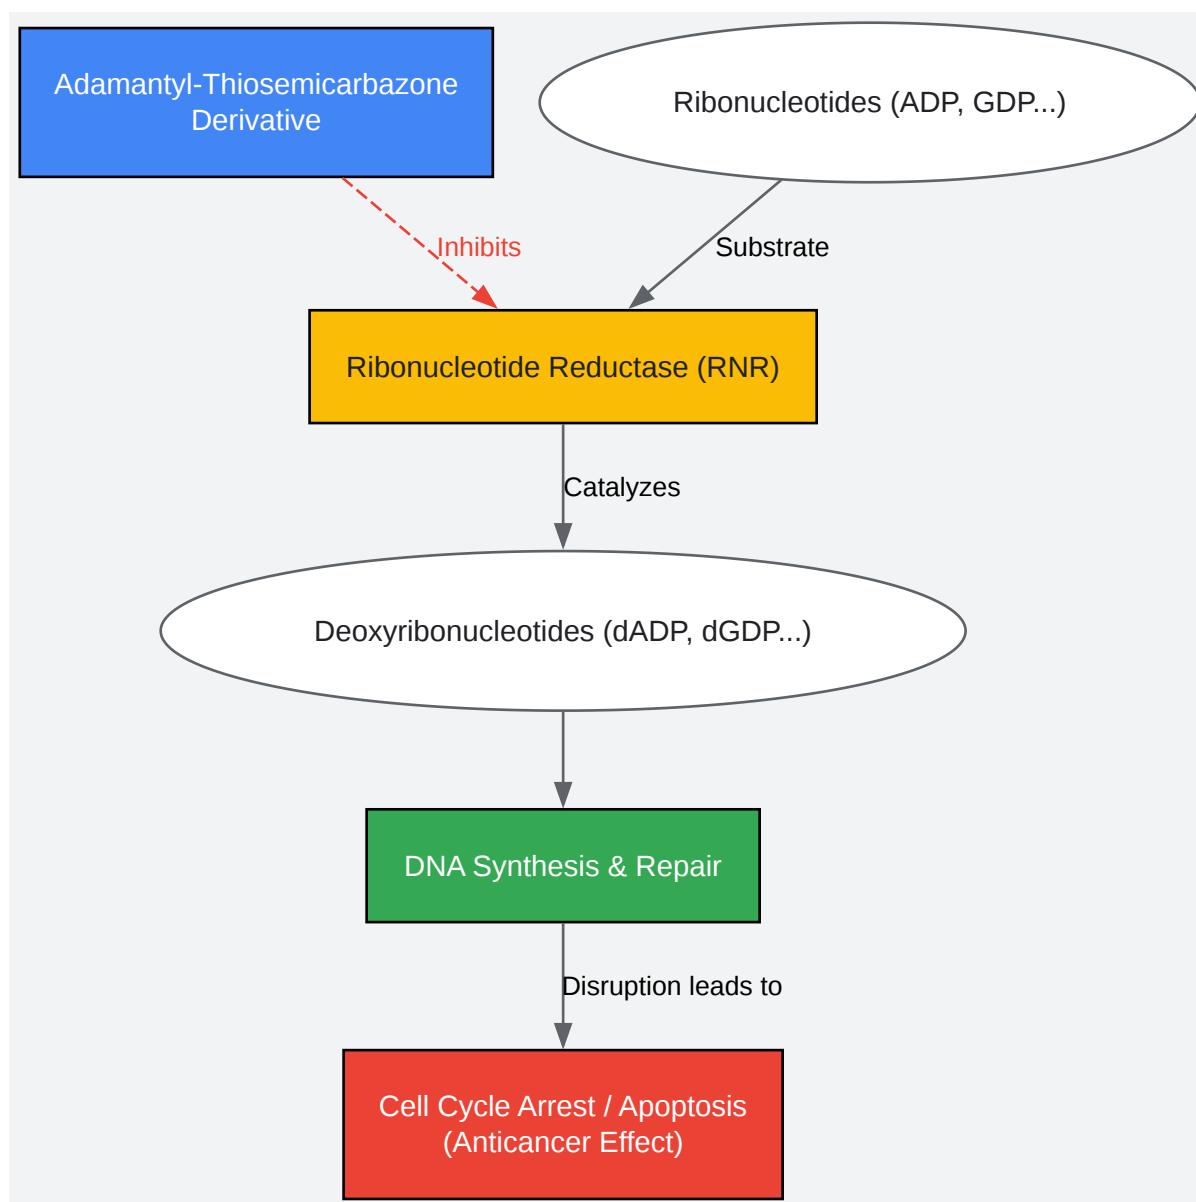 Adamantyl-Thiosemicarbazone
Derivative
Ribonucleotides (ADP, GDP...)
Inhibits
Substrate
Ribonucleotide Reductase (RNR)
Catalyzes
Deoxyribonucleotides (dADP, dGDP...)
DNA Synthesis & Repair
Disruption leads to
Cell Cycle Arrest / Apoptosis
(Anticancer Effect)